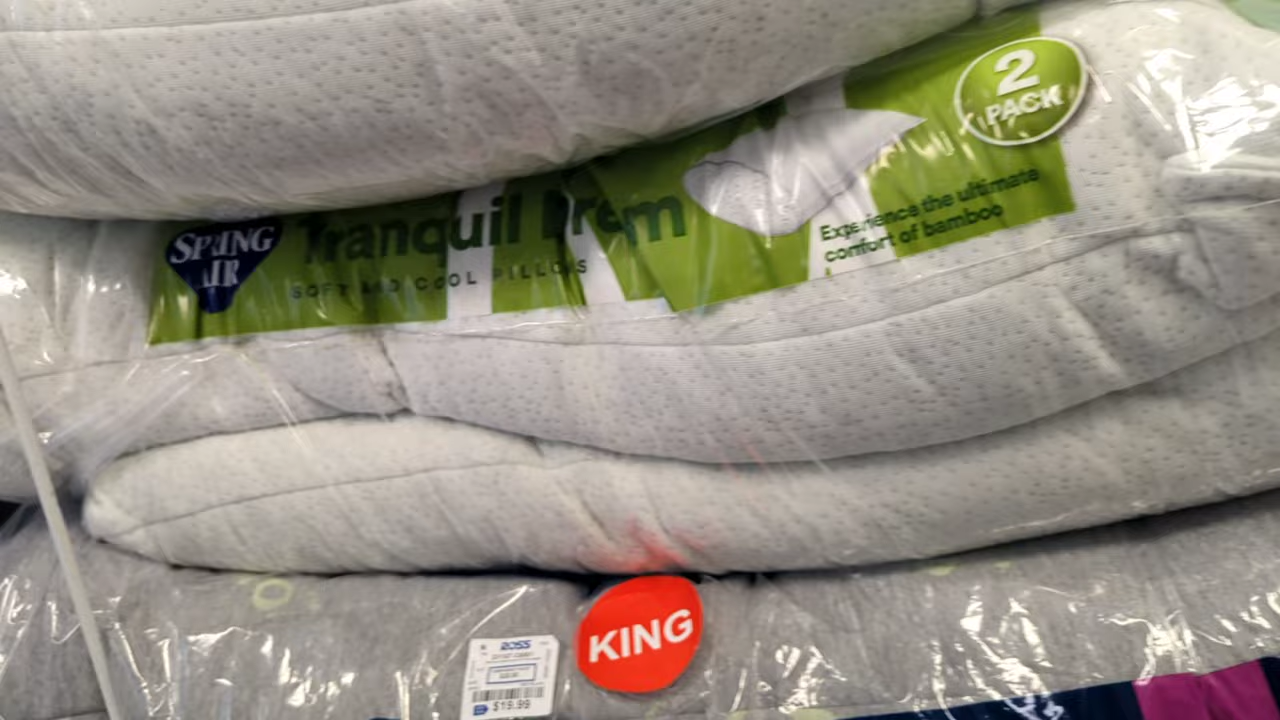 2
PACK
SPRING
AIR
Tranquil
SOFT AND COOL PILLOWS
Experience the ultimate
comfort of bamboo
KING
ROSS
$19.99